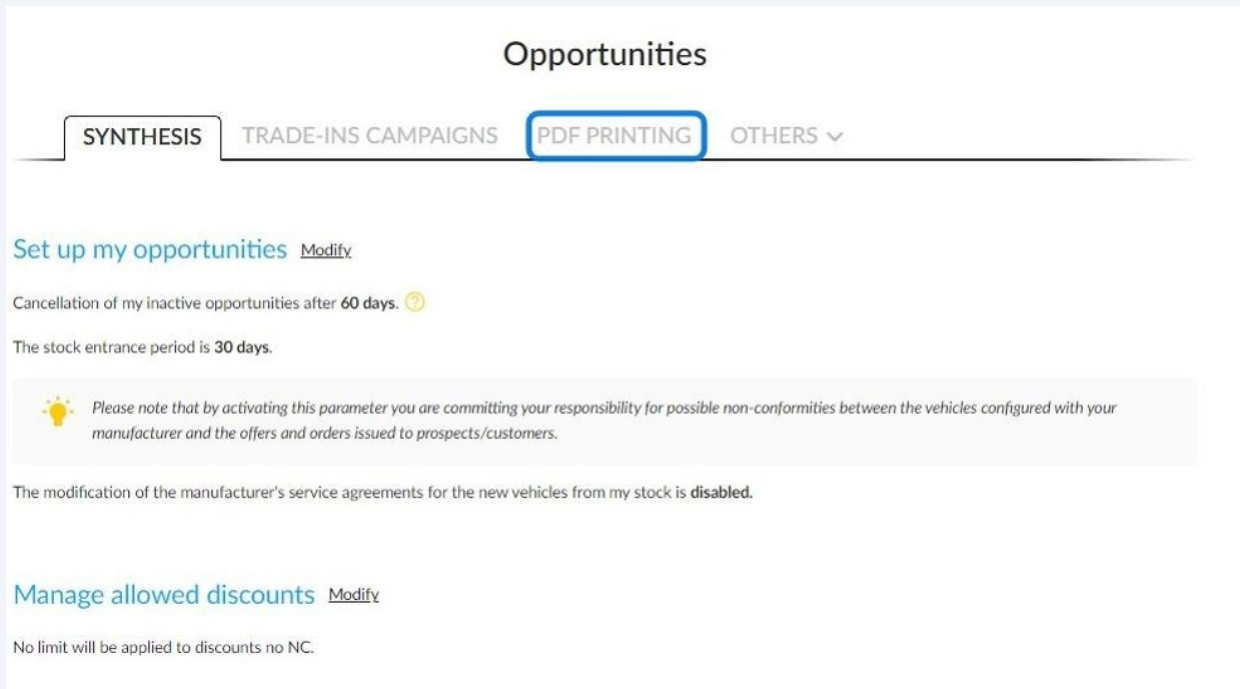 Opportunities
SYNTHESIS TRADE-INS CAMPAIGNS PDF PRINTING OTHERS
Set up my opportunities Modify
Cancellation of my inactive opportunities after 60 days. ?
The stock entrance period is 30 days.
Please note that by activating this parameter you are committing your responsibility for possible non-conformities between the vehicles configured with your
manufacturer and the offers and orders issued to prospects/customers.
The modification of the manufacturer's service agreements for the new vehicles from my stock is disabled.
Manage allowed discounts Modify
No limit will be applied to discounts no NC.